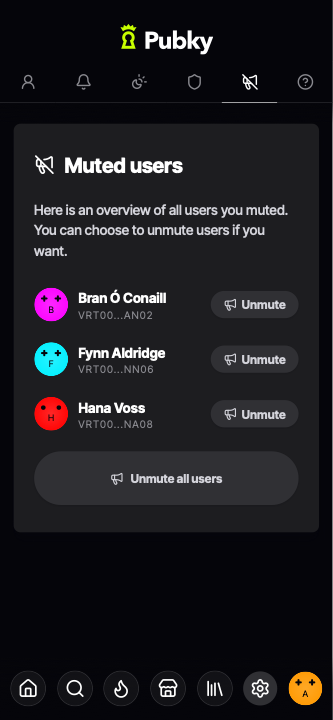 Pubky
Muted users
Here is an overview of all users you muted.
You can choose to unmute users if you
want.
B
Bran Ó Conaill
VRT00...AN02
Unmute
F
Fynn Aldridge
VRT00...NN06
Unmute
H
Hana Voss
VRT00...NA08
Unmute
Unmute all users
A